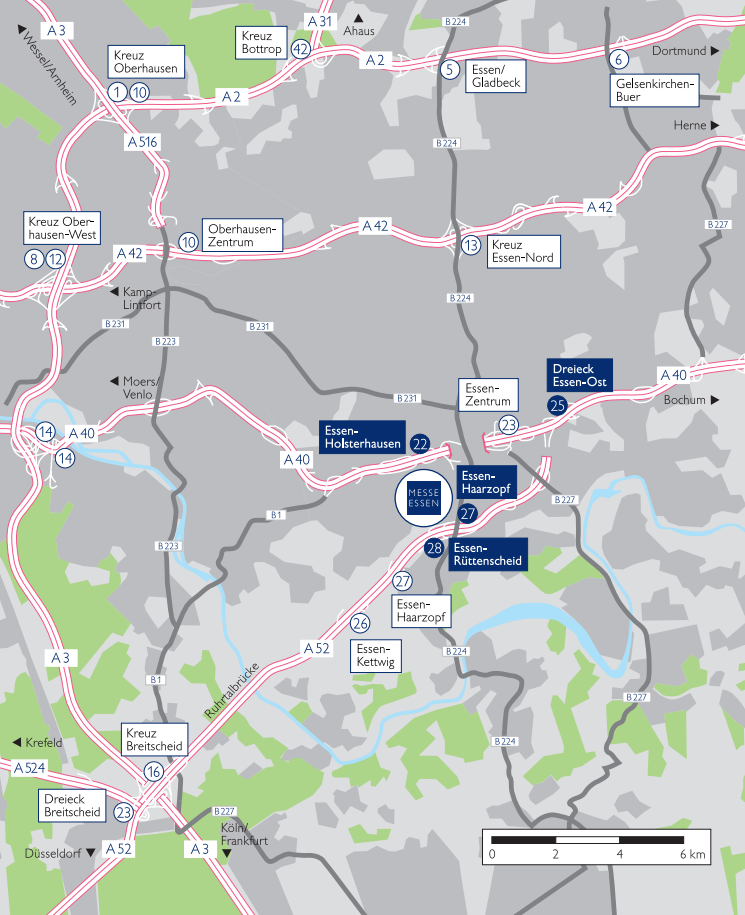 A 3
A 31
Ahaus
B 224
Wessel/Arnheim
Kreuz
Oberhausen
1
10
Kreuz
Bottrop
42
A 2
5
Essen/
Gladbeck
6
Dortmund
Gelsenkirchen-
Buer
A 2
Herne
A 516
B 224
Kreuz Ober-
hausen-West
8
12
A 42
10
Oberhausen-
Zentrum
A 42
A 42
13
Kreuz
Essen-Nord
B 227
Kamp-
Lintfort
B 224
B 231
B 223
B 231
Moers/
Venlo
Dreieck
Essen-Ost
25
A 40
Bochum
Essen-
Zentrum
23
B 231
14
14
A 40
Essen-
Holsterhausen
22
A 40
MESSE
ESSEN
Essen-
Haarzopf
27
B 227
B 1
B 223
28
Essen-
Rüttenscheid
27
Essen-
Haarzopf
26
Essen-
Kettwig
A 52
B 224
A 3
B 1
Ruhrtalbrücke
B 227
Krefeld
Kreuz
Breitscheid
16
B 224
A 524
Dreieck
Breitscheid
23
B 227
Köln/
Frankfurt
Düsseldorf
A 52
A 3
0
2
4
6 km